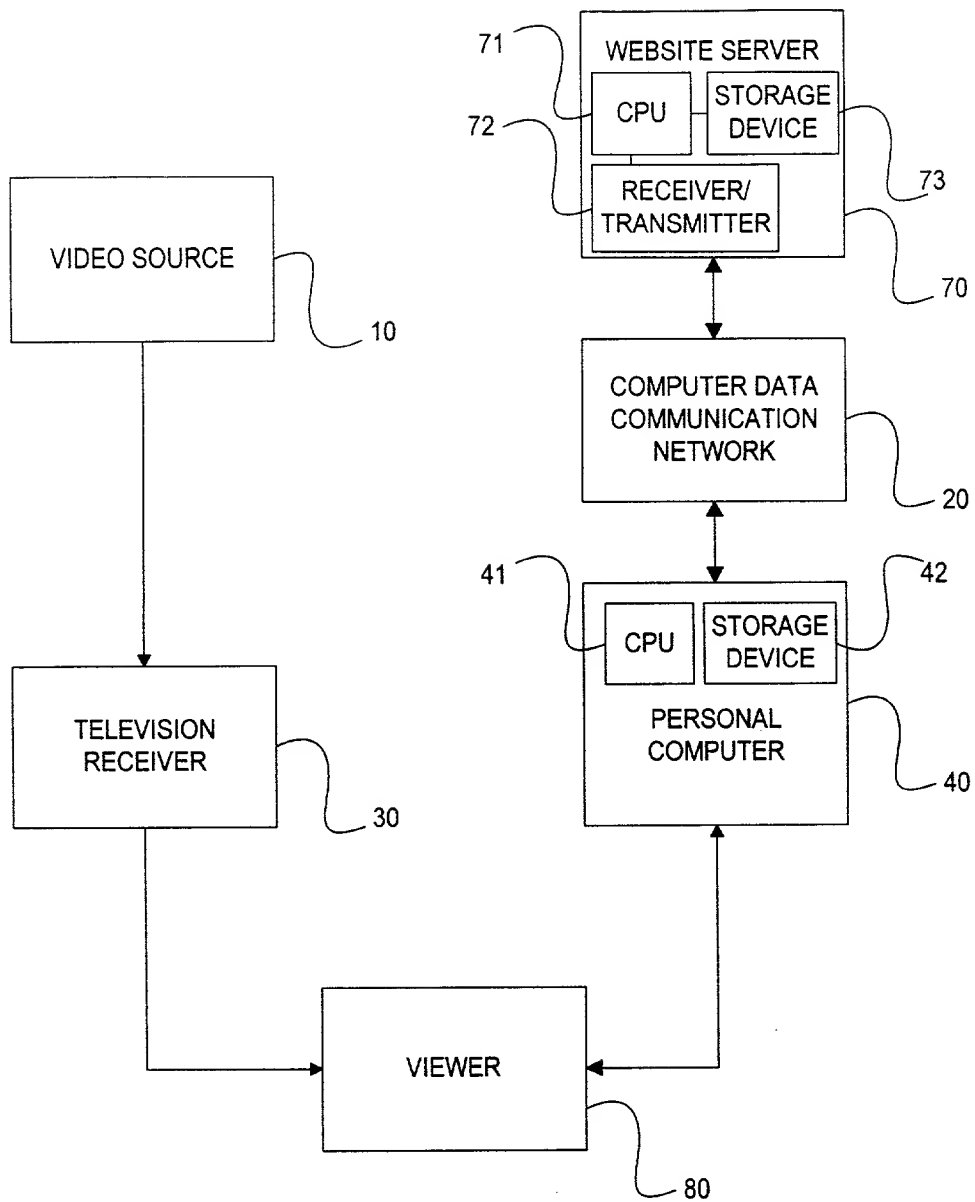 71
WEBSITE SERVER
CPU
STORAGE
DEVICE
72
73
RECEIVER/
TRANSMITTER
VIDEO SOURCE
70
10
COMPUTER DATA
COMMUNICATION
NETWORK
20
41
42
CPU
STORAGE
DEVICE
TELEVISION
RECEIVER
PERSONAL
COMPUTER
40
30
VIEWER
80